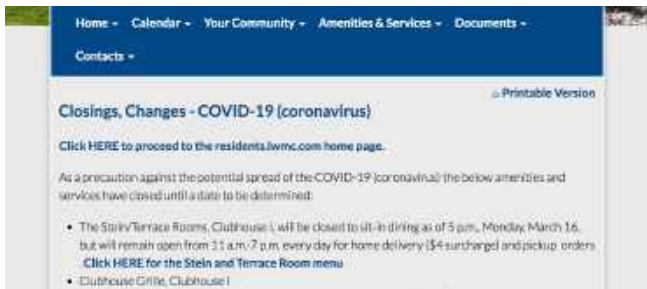 Home - Calendar - Your Community - Amenities & Services - Documents -
Contacts -
Printable Version
Closings, Changes - COVID-19 (coronavirus)
Click HERE to proceed to the residents.lwmc.com home page.
As a precaution against the potential spread of the COVID-19 (coronavirus) the below amenities and
services have closed until a date to be determined:
• The Stein/Terrace Rooms, Clubhouse I, will be closed to sit-in dining as of 5 p.m., Monday, March 16,
but will remain open from 11 a.m.-7 p.m. every day for home delivery ($4 surcharge) and pickup orders
Click HERE for the Stein and Terrace Room menu
• Clubhouse Grille, Clubhouse I